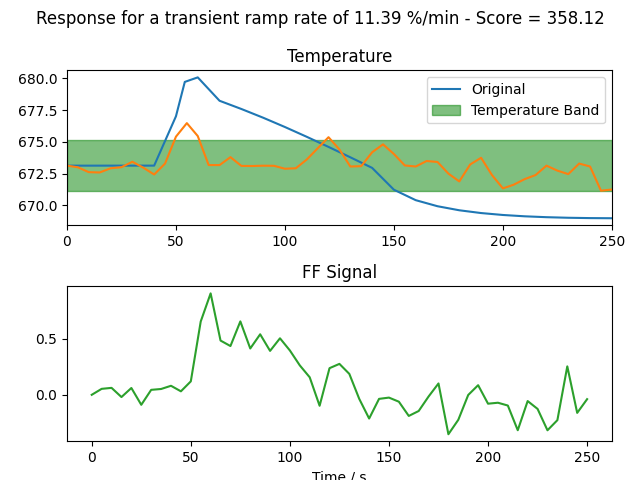 Response for a transient ramp rate of 11.39 %/min - Score = 358.12
Temperature
680.0
677.5
675.0
672.5
670.0
Original
Temperature Band
0 50 100 150 200 250
FF Signal
0.5
0.0
0 50 100 150 200 250
Time / s